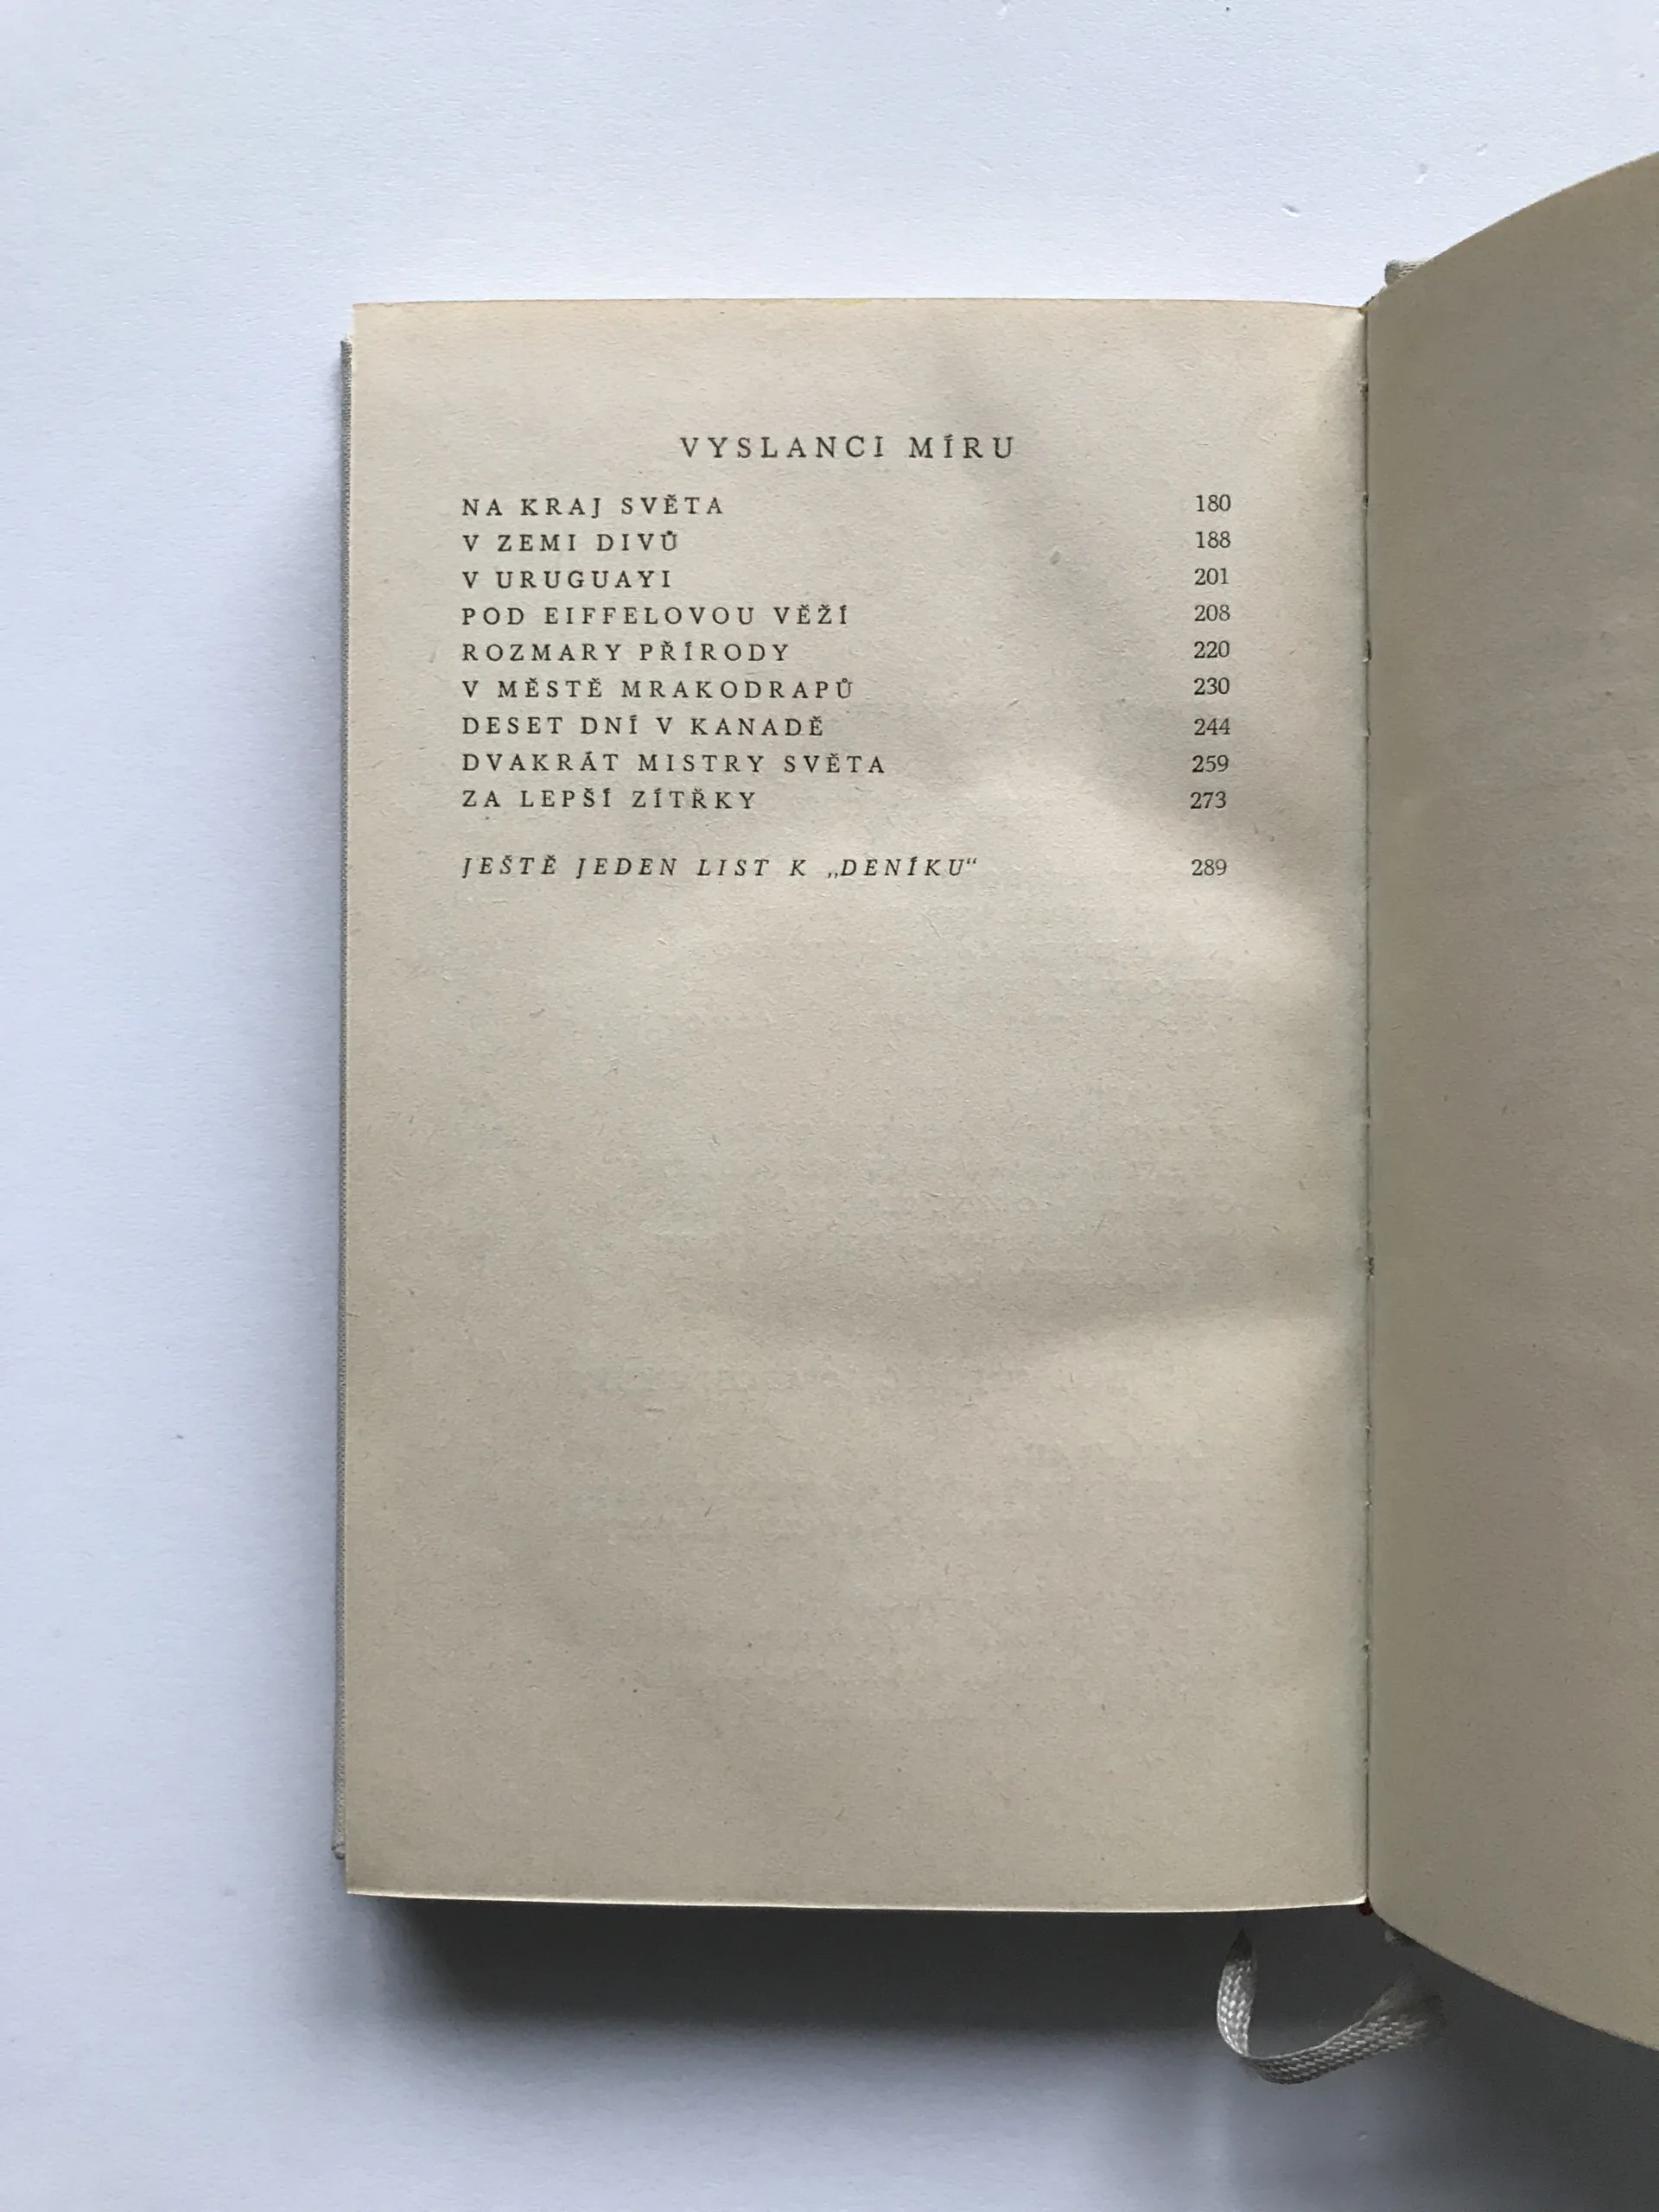 VYSLANCI MÍRU
NA KRAJ SVĚTA 180
V ZEMI DIVŮ 188
V URUGUAYI 201
POD EIFFELOVOU VĚŽÍ 208
ROZMARY PŘÍRODY 220
V MĚSTĚ MRAKODRAPŮ 230
DESET DNÍ V KANADĚ 244
DVAKRÁT MISTRY SVĚTA 259
ZA LEPŠÍ ZÍTŘKY 273
JEŠTĚ JEDEN LIST K „DENÍKU“ 289